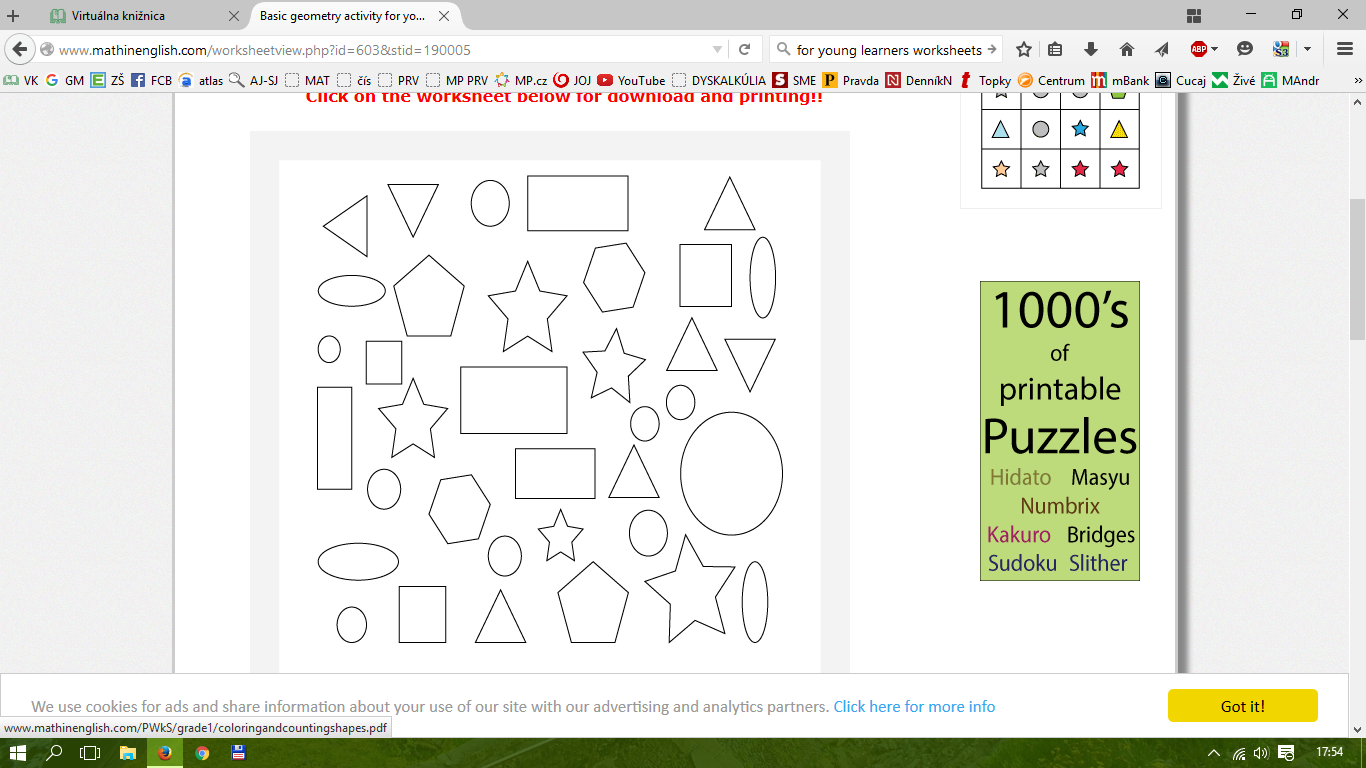 Virtuálna knižnica
Basic geometry activity for yo...
www.mathinenglish.com/worksheetview.php?id=603&stid=190005
for young learners worksheets
ABP
VK GM ZŠ FCB atlas AJ-SJ MAT čís PRV MP PRV MP.cz JOJ YouTube DYSKALKÚLIA SME Pravda DenníkN Topky Centrum mBank Cucaj Živé MAndr
Click on the worksheet below for download and printing!!
1000's
of
printable
Puzzles
Hidato Masyu
Numbrix
Kakuro Bridges
Sudoku Slither
We use cookies for ads and share information about your use of our site with our advertising and analytics partners. Click here for more info
Got it!
www.mathinenglish.com/PWkS/grade1/coloringandcountingshapes.pdf
17:54